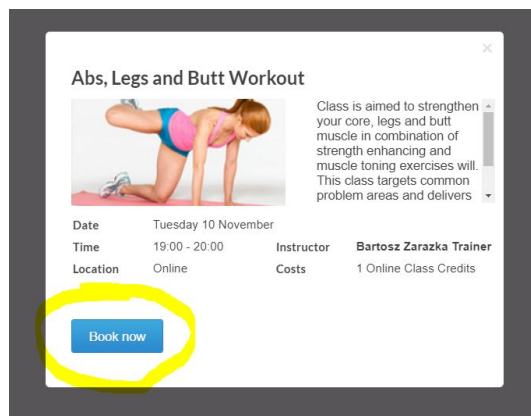 ×
Abs, Legs and Butt Workout
Class is aimed to strengthen
your core, legs and butt
muscle in combination of
strength enhancing and
muscle toning exercises will.
This class targets common
problem areas and delivers
Date Tuesday 10 November
Time 19:00 - 20:00 Instructor Bartosz Zarazka Trainer
Location Online Costs 1 Online Class Credits
Book now